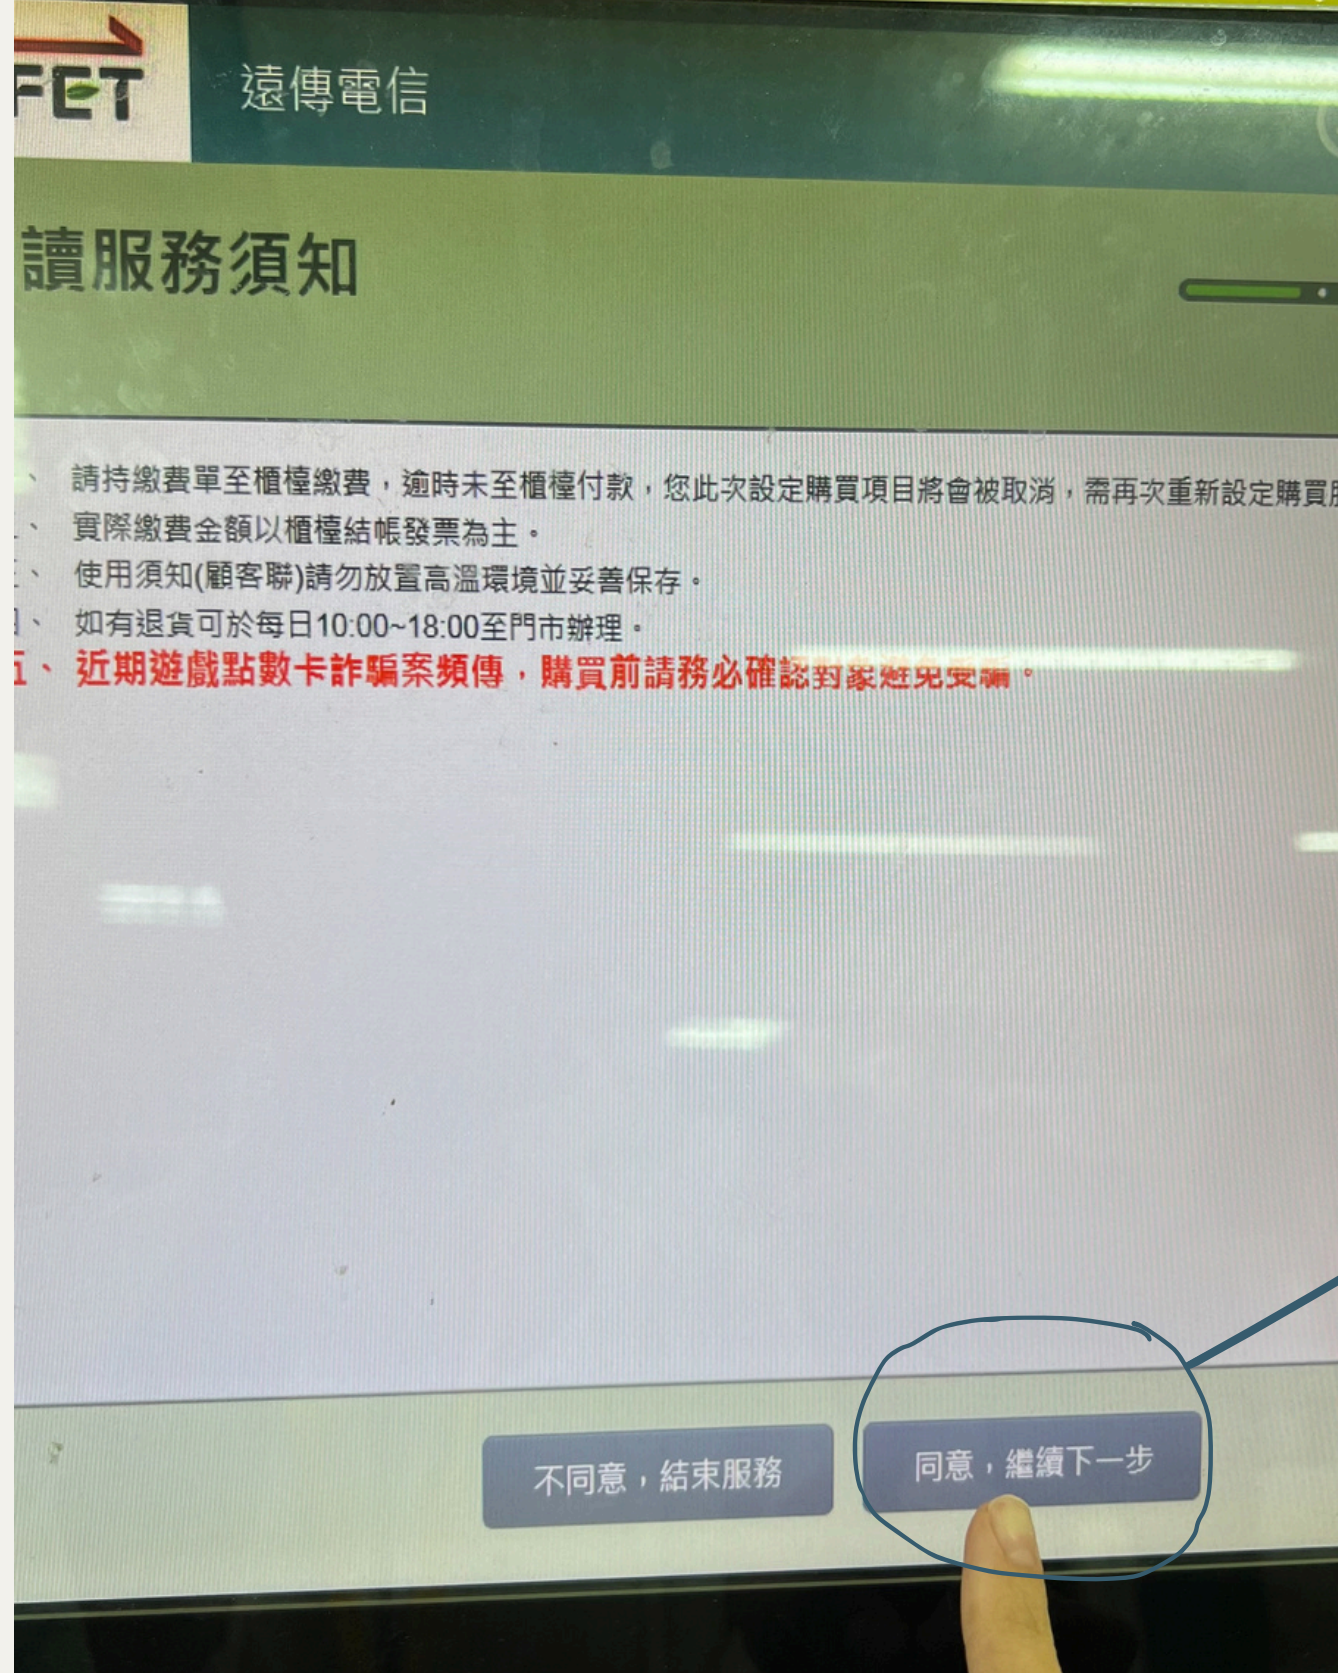 FET
遠傳電信
讀服務須知
、 請持繳費單至櫃檯繳費，逾時未至櫃檯付款，您此次設定購買項目將會被取消，需再次重新設定購買
、 實際繳費金額以櫃檯結帳發票為主。
、 使用須知(顧客聯)請勿放置高溫環境並妥善保存。
、 如有退貨可於每日10:00~18:00至門市辦理。
五、 近期遊戲點數卡詐騙案頻傳，購買前請務必確認對象避免受騙。
不同意，結束服務
同意，繼續下一步